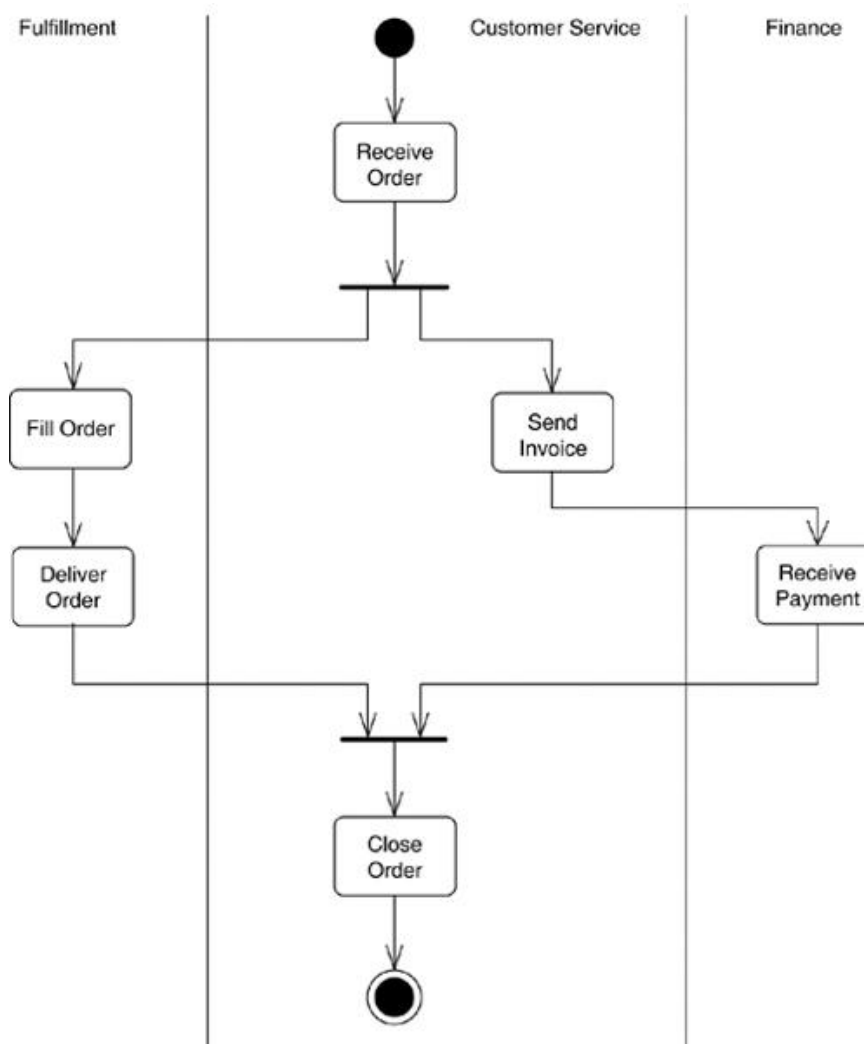 Fulfillment
Customer Service
Finance
Receive
Order
Fill Order
Send
Invoice
Deliver
Order
Receive
Payment
Close
Order